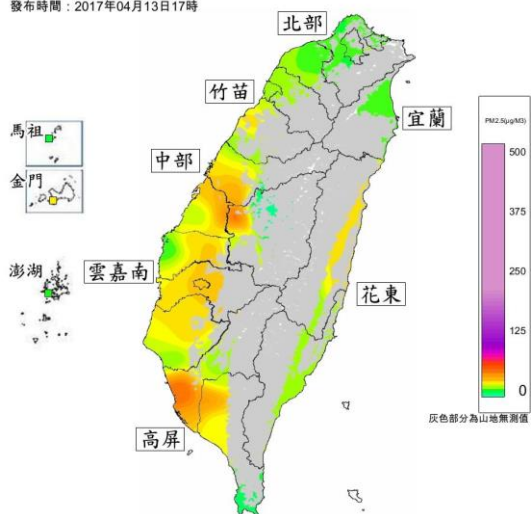 發布時間：2017年04月13日17時
北部
竹苗
宜蘭
馬祖
中部
金門
澎湖
雲嘉南
花東
高屏
PM2.5(μg/M3)
500
250
125
0
灰色部分為山地無測值